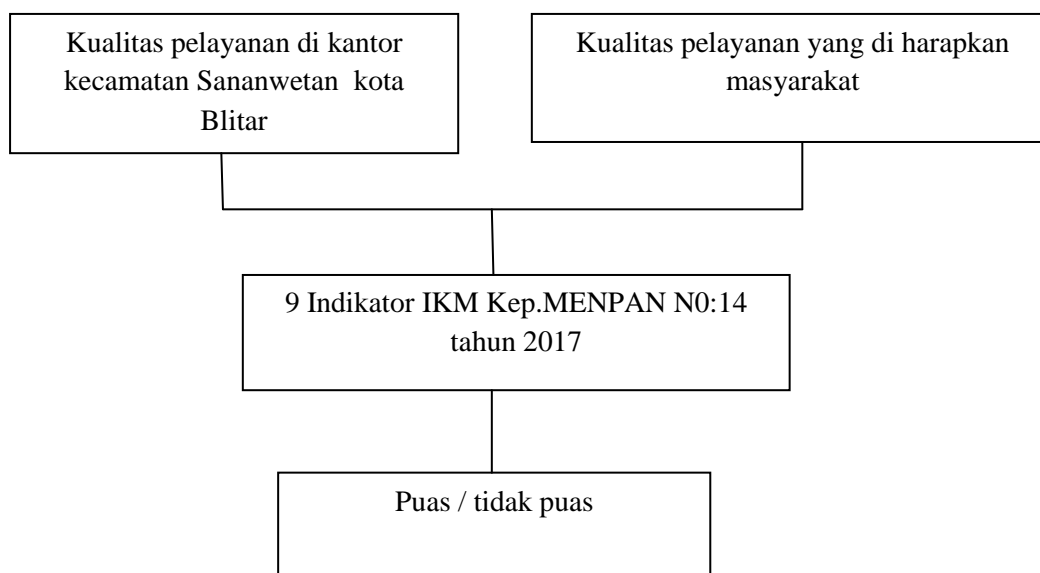 Kualitas pelayanan di kantor
kecamatan Sananwetan kota
Blitar
Kualitas pelayanan yang di harapkan
masyarakat
9 Indikator IKM Kep.MENPAN N0:14
tahun 2017
Puas / tidak puas